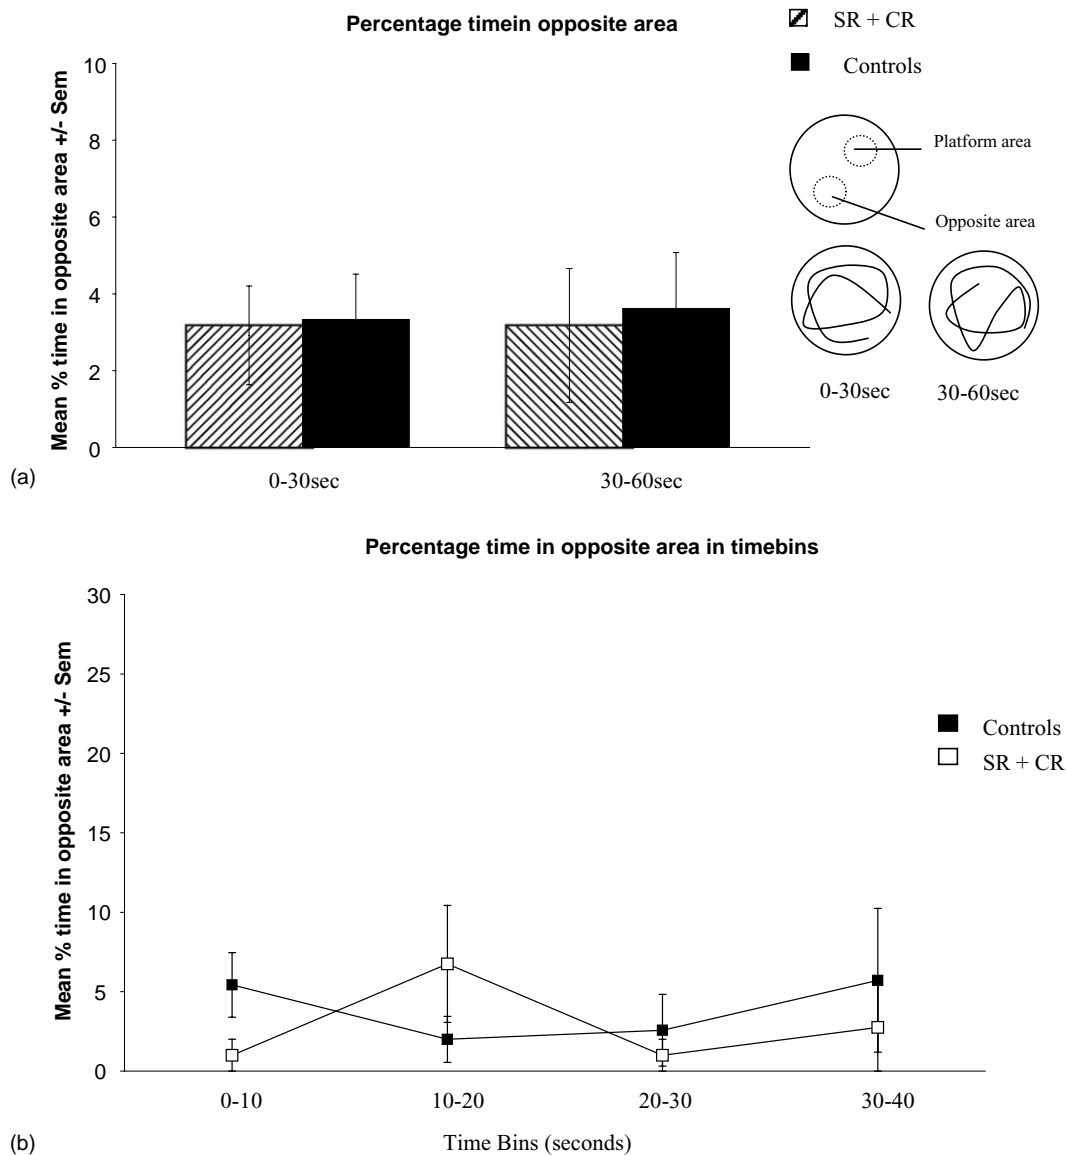 Percentage timein opposite area
SR + CR
Controls
Mean % time in opposite area +/- Sem
10
8
6
4
2
0
Platform area
Opposite area
0-30sec
30-60sec
0-30sec
30-60sec
(a)
Percentage time in opposite area in timebins
Mean % time in opposite area +/- Sem
30
25
20
15
10
5
0
Controls
SR + CR
0-10
10-20
20-30
30-40
Time Bins (seconds)
(b)